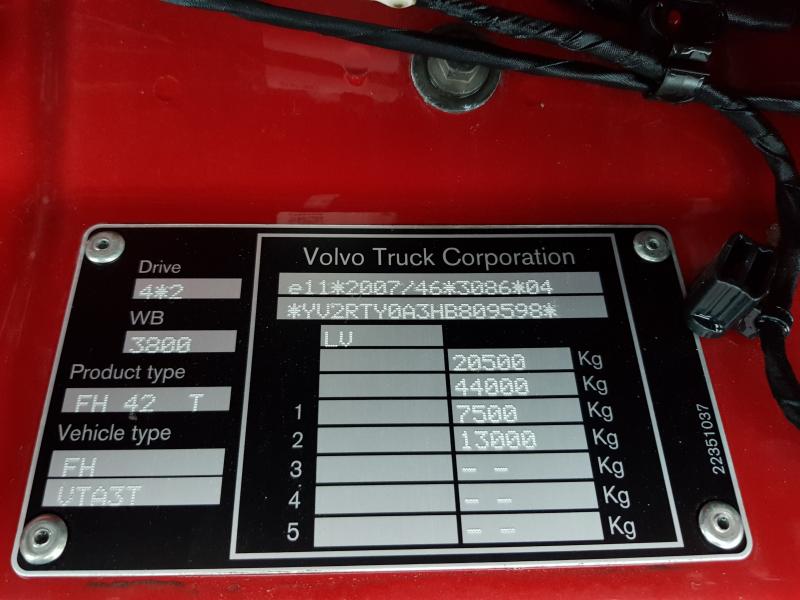 Volvo Truck Corporation
Drive
4*2
WB
3800
Product type
FH 42 T
Vehicle type
FH
VTA3T
e11*2007/46*3086*04
*YV2RTY0A3HB809598*
LV
20500 Kg
44000 Kg
1 7500 Kg
2 13000 Kg
3 -- -- Kg
4 -- -- Kg
5 -- -- Kg
22351037